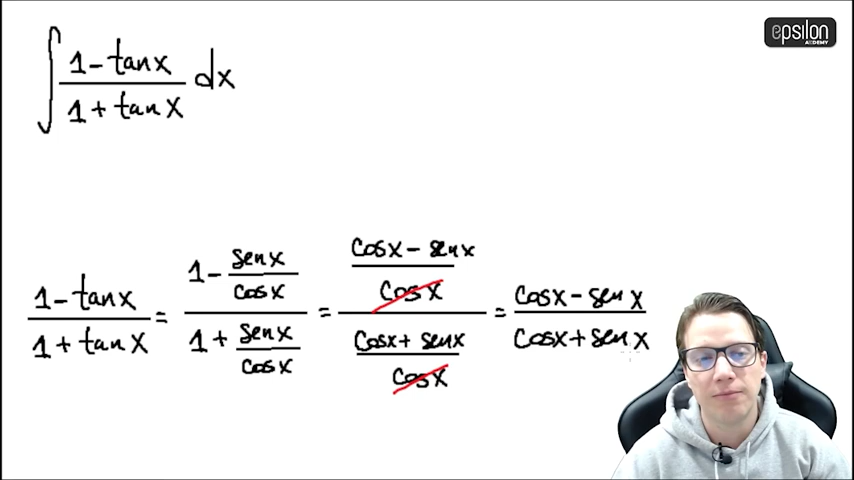 epsilon
AKDEMY
∫ (1 - tanx)/(1 + tanx) dx
(1 - tanx)/(1 + tanx) = (1 - senx/cosx)/(1 + senx/cosx) = ((cosx - senx)/cosx)/((cosx + senx)/cosx) = (cosx - senx)/(cosx + senx)